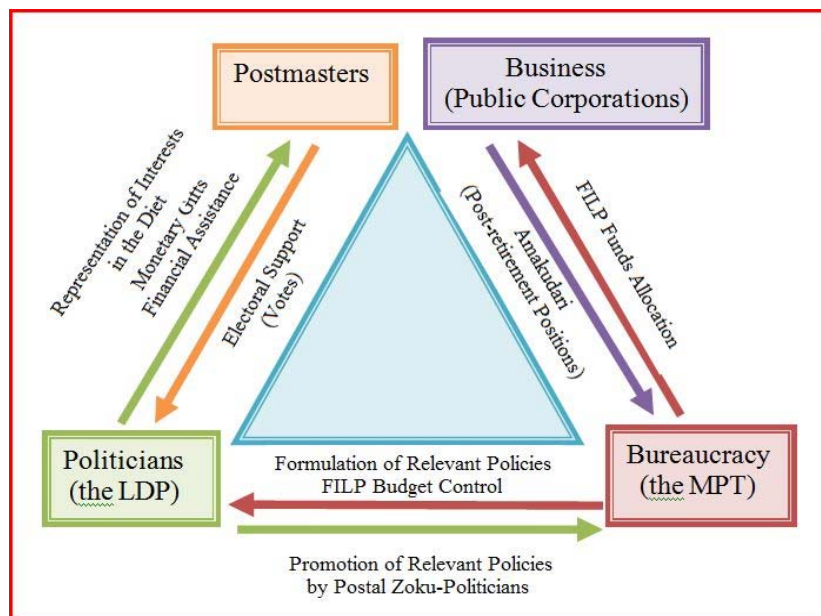 Postmasters
Business
(Public Corporations)
Representation of Interests
in the Diet
Monetary Gifts
Financial Assistance
Electoral Support
(Votes)
Amakudari
(Post-retirement Positions)
FILP Funds Allocation
Politicians
(the LDP)
Formulation of Relevant Policies
FILP Budget Control
Bureaucracy
(the MPT)
Promotion of Relevant Policies
by Postal Zoku-Politicians